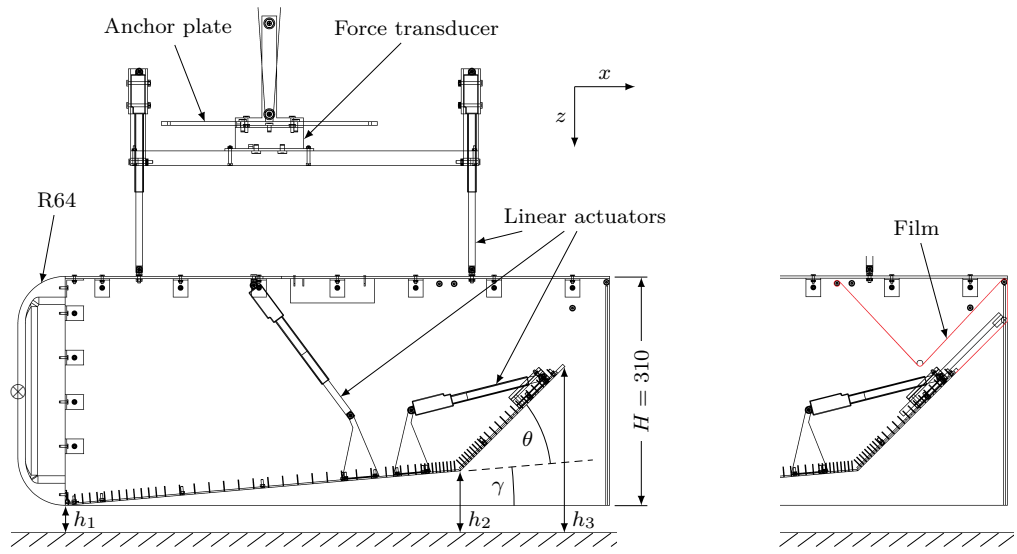 Anchor plate
Force transducer
x
z
R64
Linear actuators
Film
H = 310
θ
γ
h₁
h₂
h₃